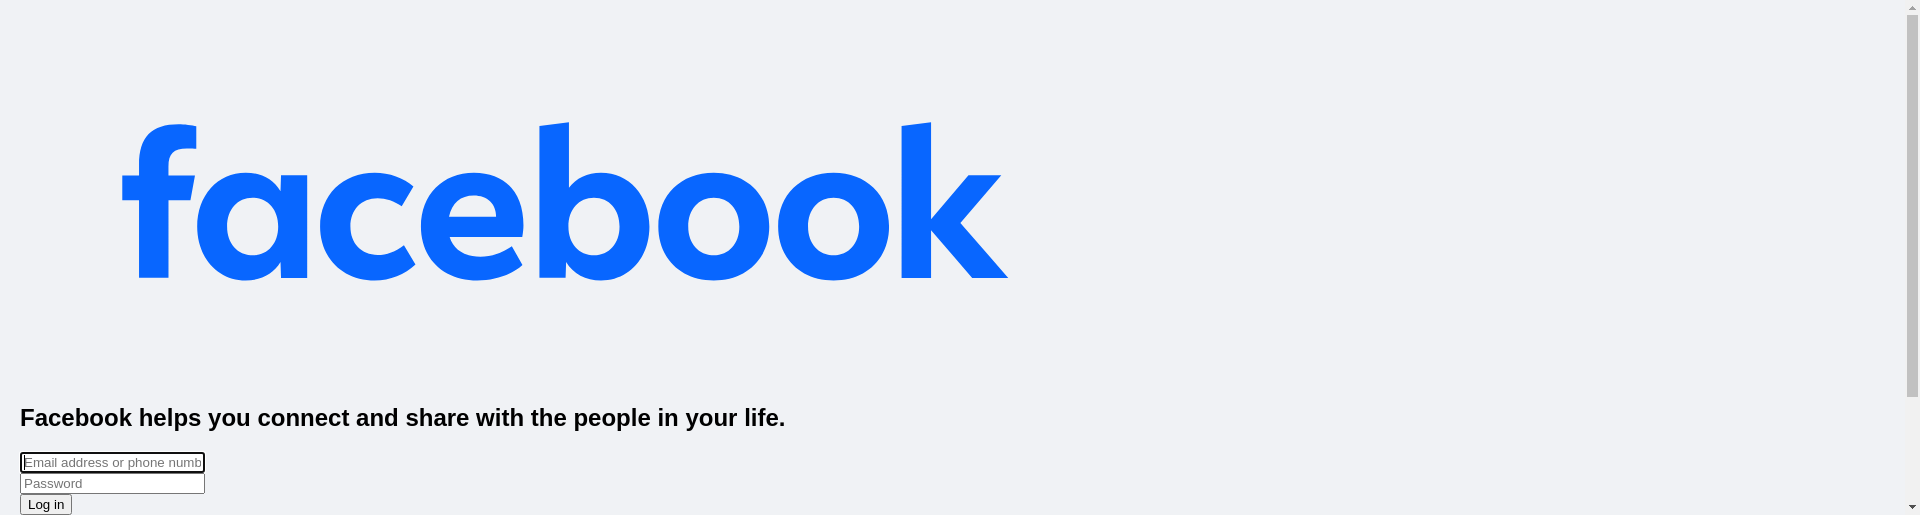 facebook
Facebook helps you connect and share with the people in your life.
Email address or phone numb
Password
Log in